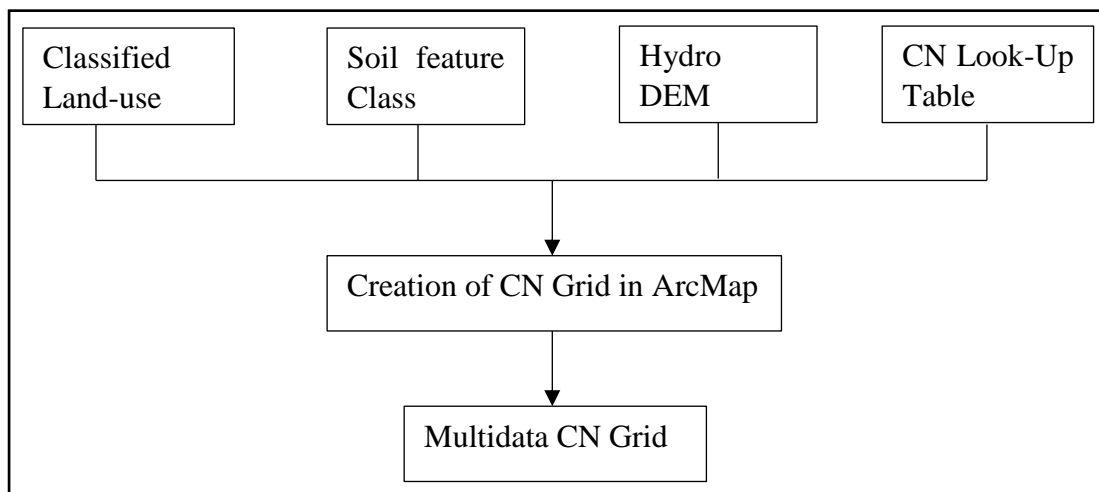 Classified
Land-use
Soil feature
Class
Hydro
DEM
CN Look-Up
Table
Creation of CN Grid in ArcMap
Multidata CN Grid